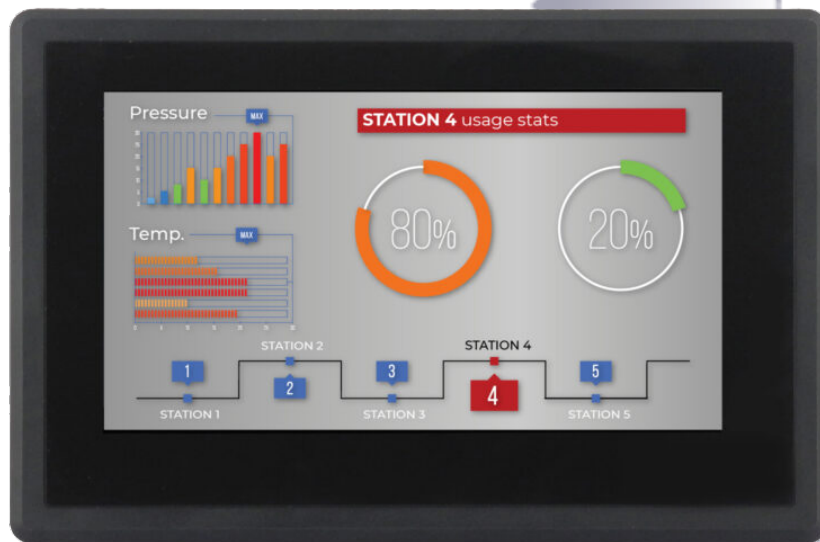 Pressure
MAX
STATION 4 usage stats
80%
20%
Temp.
MAX
STATION 2
STATION 4
1
3
5
2
4
STATION 1
STATION 3
STATION 5